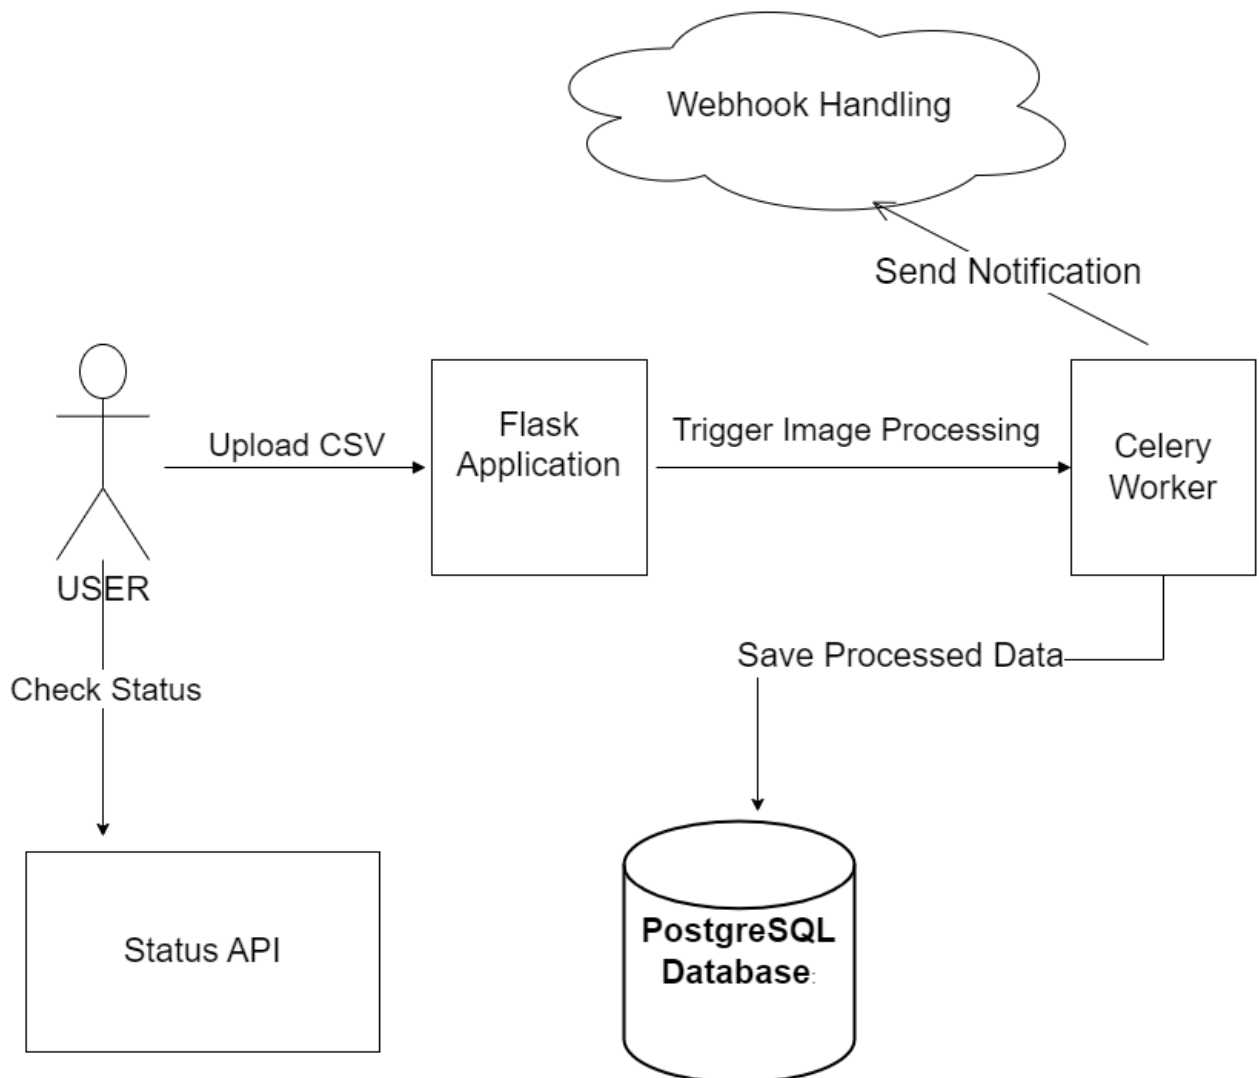 Webhook Handling
Send Notification
Upload CSV
Flask
Application
Trigger Image Processing
Celery
Worker
USER
Save Processed Data
Check Status
Status API
PostgreSQL
Database: